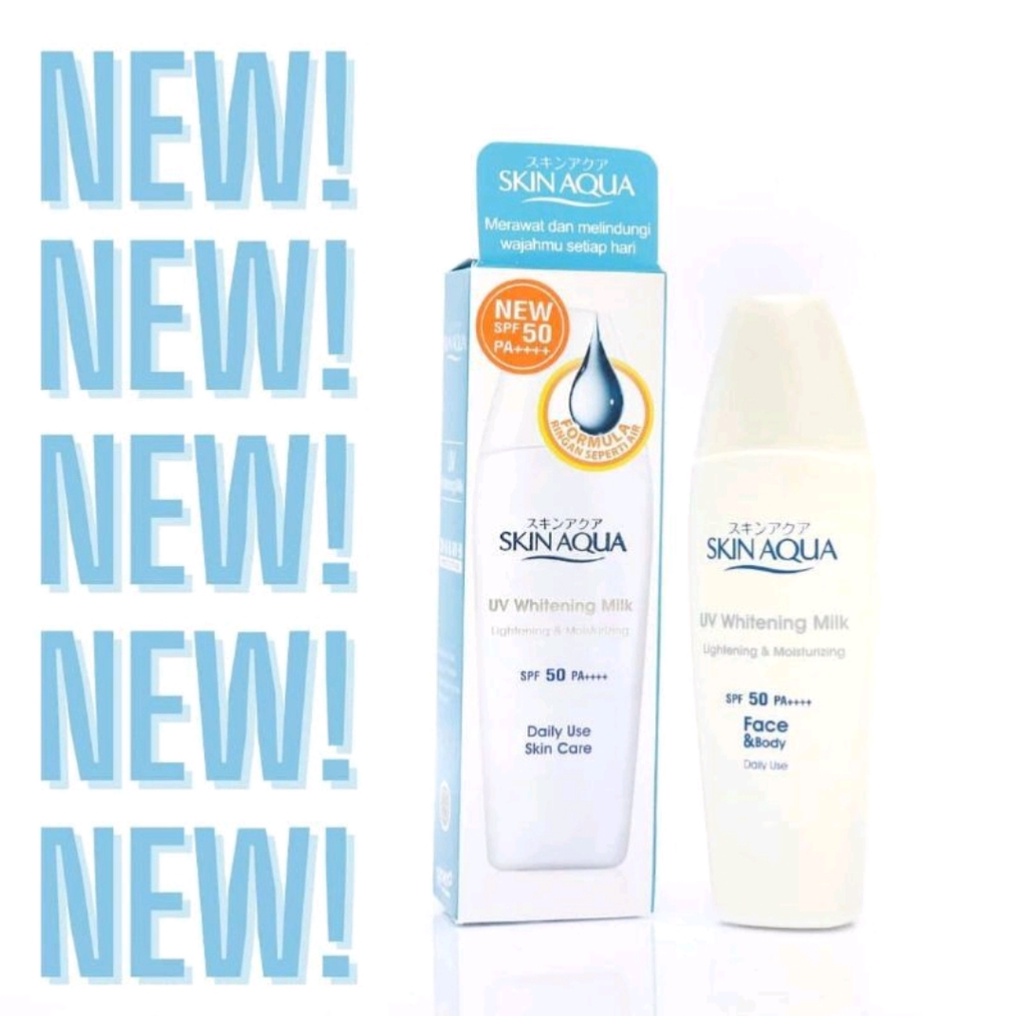 NEW!
NEW!
NEW!
NEW!
NEW!
スキンアクア
SKIN AQUA
Merawat dan melindungi
wajahmu setiap hari
NEW
SPF 50
PA++++
FORMULA
RINGAN SEPERTI AIR
スキンアクア
SKIN AQUA
UV Whitening Milk
Lightening & Moisturizing
SPF 50 PA++++
Daily Use
Skin Care
スキンアクア
SKIN AQUA
UV Whitening Milk
Lightening & Moisturizing
SPF 50 PA++++
Face
&Body
Daily Use